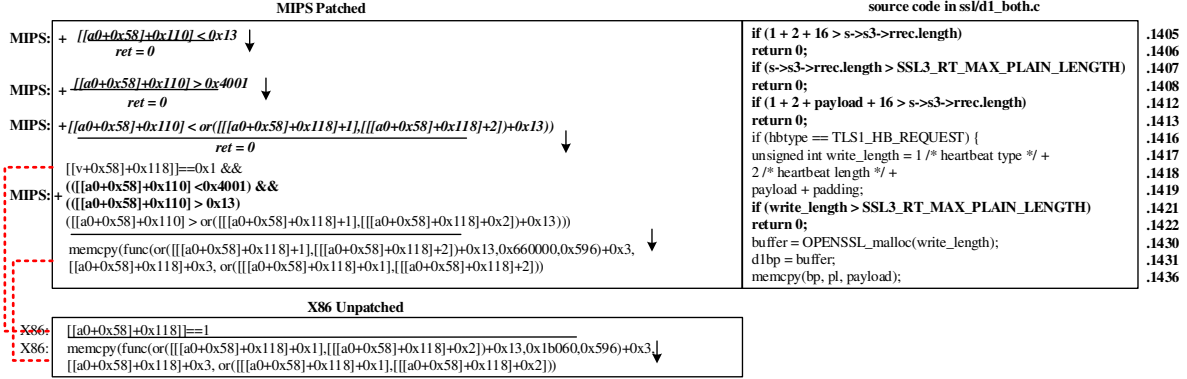 MIPS Patched
source code in ssl/d1_both.c
MIPS: + [[a0+0x58]+0x110] < 0x13
ret = 0
MIPS: + [[a0+0x58]+0x110] > 0x4001
ret = 0
MIPS: +[[a0+0x58]+0x110] < or([[[a0+0x58]+0x118]+1],[[[a0+0x58]+0x118]+2])+0x13))
ret = 0
[[v+0x58]+0x118]]==0x1 &&
MIPS: + (([[a0+0x58]+0x110] <0x4001) &&
(([[a0+0x58]+0x110] > 0x13)
([[a0+0x58]+0x110] > or([[[a0+0x58]+0x118]+1],[[[a0+0x58]+0x118]+0x2])+0x13)))
memcpy(func(or([[[a0+0x58]+0x118]+1],[[[a0+0x58]+0x118]+2])+0x13,0x660000,0x596)+0x3,
[[a0+0x58]+0x118]+0x3, or([[[a0+0x58]+0x118]+0x1],[[[a0+0x58]+0x118]+2]))
if (1 + 2 + 16 > s->s3->rrec.length) .1405
return 0; .1406
if (s->s3->rrec.length > SSL3_RT_MAX_PLAIN_LENGTH) .1407
return 0; .1408
if (1 + 2 + payload + 16 > s->s3->rrec.length) .1412
return 0; .1413
if (hbtype == TLS1_HB_REQUEST) { .1416
unsigned int write_length = 1 /* heartbeat type */ + .1417
2 /* heartbeat length */ + .1418
payload + padding; .1419
if (write_length > SSL3_RT_MAX_PLAIN_LENGTH) .1421
return 0; .1422
buffer = OPENSSL_malloc(write_length); .1430
d1bp = buffer; .1431
memcpy(bp, pl, payload); .1436
X86 Unpatched
X86: [[a0+0x58]+0x118]]==1
X86: memcpy(func(or([[[a0+0x58]+0x118]+0x1],[[[a0+0x58]+0x118]+0x2])+0x13,0x1b060,0x596)+0x3,
[[a0+0x58]+0x118]+0x3, or([[[a0+0x58]+0x118]+0x1],[[[a0+0x58]+0x118]+0x2]))